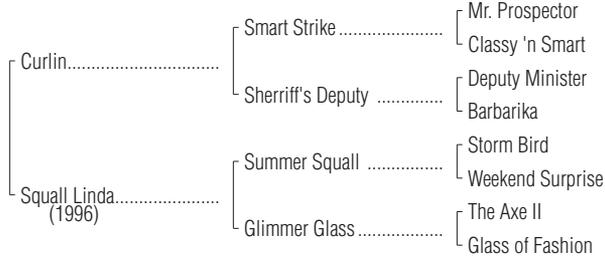 Mr. Prospector
Smart Strike ...................
Classy 'n Smart
Curlin............................
Deputy Minister
Sherriff's Deputy ..............
Barbarika
Storm Bird
Summer Squall ................
Weekend Surprise
Squall Linda...................
(1996)
The Axe II
Glimmer Glass.................
Glass of Fashion